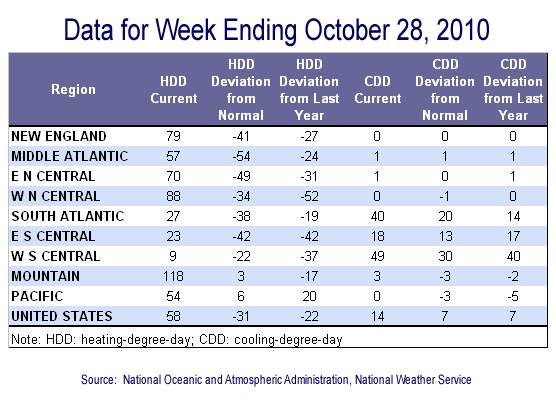 Data for Week Ending October 28, 2010
Region HDD Current HDD Deviation from Normal HDD Deviation from Last Year CDD Current CDD Deviation from Normal CDD Deviation from Last Year
NEW ENGLAND 79 -41 -27 0 0 0
MIDDLE ATLANTIC 57 -54 -24 1 1 1
E N CENTRAL 70 -49 -31 1 0 1
W N CENTRAL 88 -34 -52 0 -1 0
SOUTH ATLANTIC 27 -38 -19 40 20 14
E S CENTRAL 23 -42 -42 18 13 17
W S CENTRAL 9 -22 -37 49 30 40
MOUNTAIN 118 3 -17 3 -3 -2
PACIFIC 54 6 20 0 -3 -5
UNITED STATES 58 -31 -22 14 7 7
Note: HDD: heating-degree-day; CDD: cooling-degree-day
Source: National Oceanic and Atmospheric Administration, National Weather Service